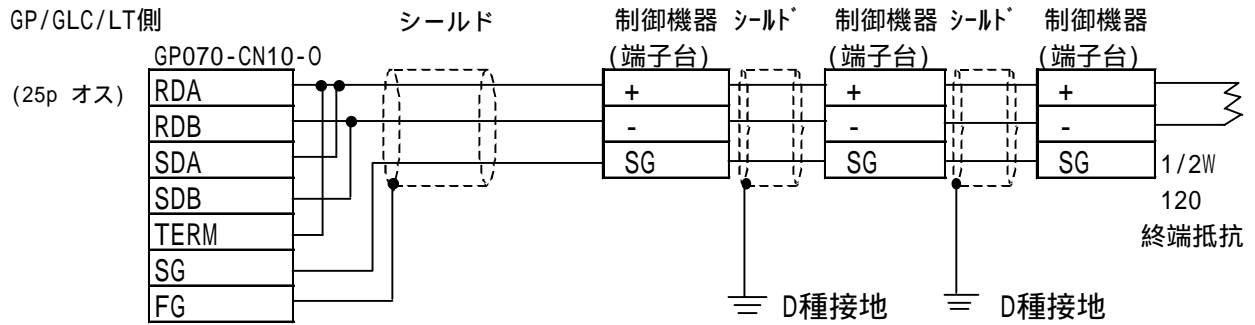 GP/GLC/LT側 シールド 制御機器 ｼｰﾙﾄﾞ 制御機器 ｼｰﾙﾄﾞ 制御機器
GP070-CN10-0 (端子台) (端子台) (端子台)
(25p オス) RDA + + +
RDB - - -
SDA SG SG SG 1/2W
SDB 120
TERM 終端抵抗
SG
FG D種接地 D種接地